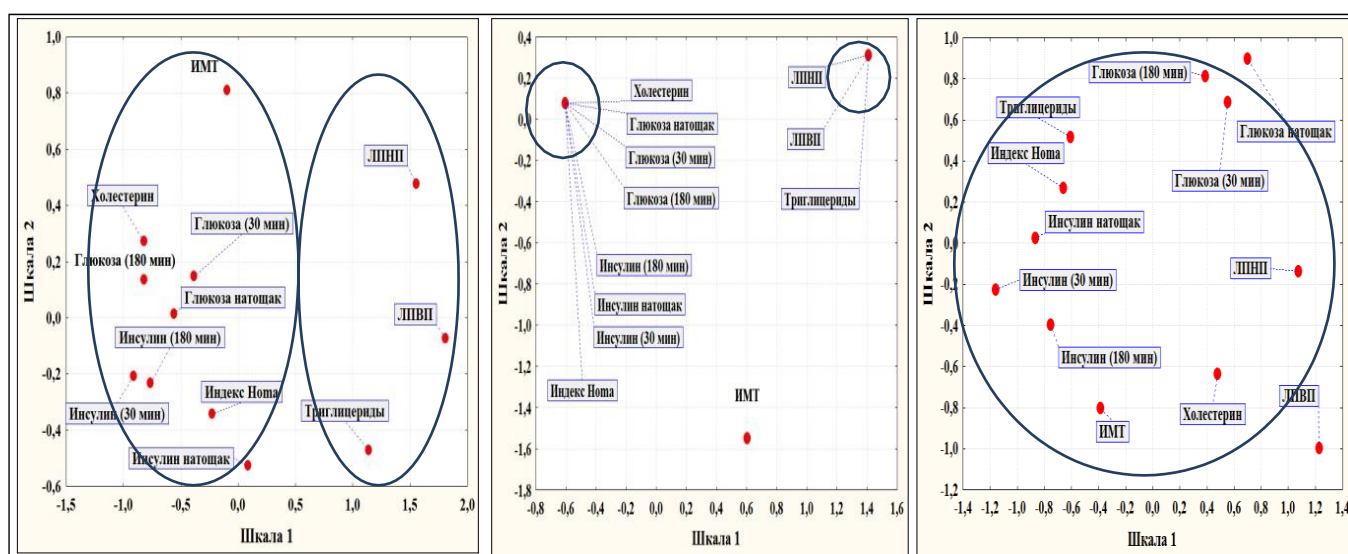 1,0
0,8
0,6
0,4
0,2
0,0
-0,2
-0,4
-0,6
Шкала 2
ИМТ
ЛПНП
Холестерин
Глюкоза (30 мин)
Глюкоза (180 мин)
Глюкоза натощак
ЛПВП
Инсулин (180 мин)
Индекс Homa
Инсулин (30 мин)
Триглицериды
Инсулин натощак
-1,5 -1,0 -0,5 0,0 0,5 1,0 1,5 2,0
Шкала 1
0,4
0,2
0,0
-0,2
-0,4
-0,6
-0,8
-1,0
-1,2
-1,4
-1,6
-1,8
Шкала 2
ЛПНП
Холестерин
Глюкоза натощак
ЛПВП
Глюкоза (30 мин)
Глюкоза (180 мин)
Триглицериды
Инсулин (180 мин)
Инсулин натощак
Инсулин (30 мин)
Индекс Homa
ИМТ
-0,8 -0,6 -0,4 -0,2 0,0 0,2 0,4 0,6 0,8 1,0 1,2 1,4 1,6
Шкала 1
1,0
0,8
0,6
0,4
0,2
0,0
-0,2
-0,4
-0,6
-0,8
-1,0
-1,2
Шкала 2
Глюкоза (180 мин)
Триглицериды
Глюкоза натощак
Индекс Homa
Глюкоза (30 мин)
Инсулин натощак
ЛПНП
Инсулин (30 мин)
Инсулин (180 мин)
ЛПВП
Холестерин
ИМТ
-1,4 -1,2 -1,0 -0,8 -0,6 -0,4 -0,2 0,0 0,2 0,4 0,6 0,8 1,0 1,2 1,4
Шкала 1